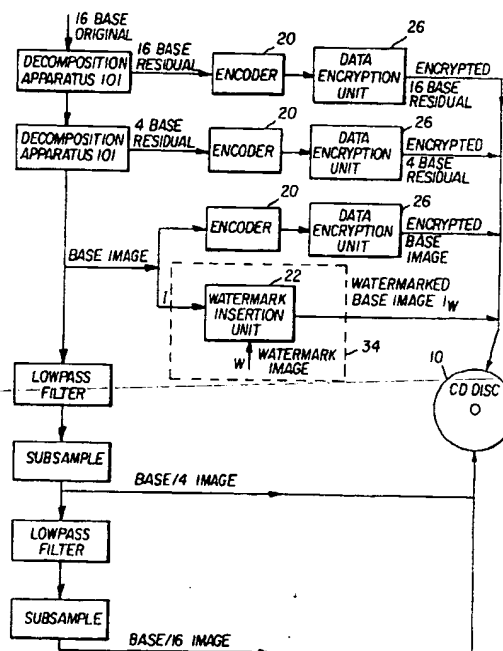 16 BASE
ORIGINAL
DECOMPOSITION
APPARATUS 101
16 BASE
RESIDUAL
20
ENCODER
26
DATA
ENCRYPTION
UNIT
ENCRYPTED
16 BASE
RESIDUAL
DECOMPOSITION
APPARATUS 101
4 BASE
RESIDUAL
20
ENCODER
26
DATA
ENCRYPTION
UNIT
ENCRYPTED
4 BASE
RESIDUAL
BASE IMAGE
20
ENCODER
26
DATA
ENCRYPTION
UNIT
ENCRYPTED
BASE
IMAGE
I
22
WATERMARK
INSERTION
UNIT
WATERMARKED
BASE IMAGE IW
W WATERMARK
IMAGE
34
10
CD DISC
LOWPASS
FILTER
SUBSAMPLE
BASE/4 IMAGE
LOWPASS
FILTER
SUBSAMPLE
BASE/16 IMAGE